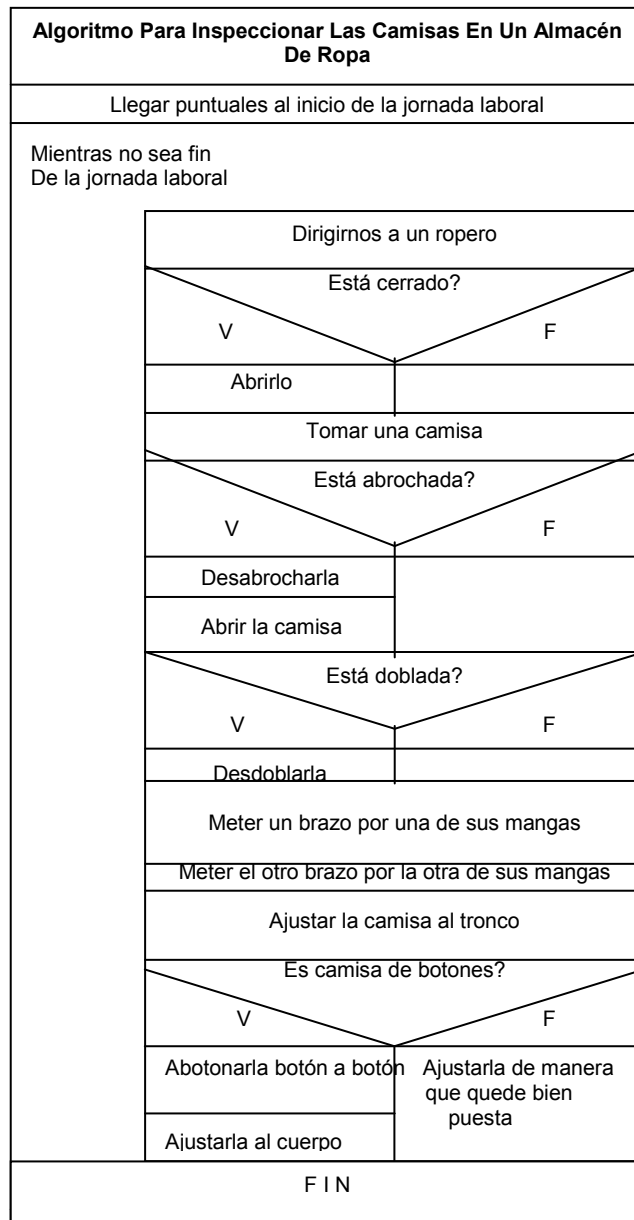 Algoritmo Para Inspeccionar Las Camisas En Un Almacén
De Ropa
Llegar puntuales al inicio de la jornada laboral
Mientras no sea fin
De la jornada laboral
Dirigirnos a un ropero
Está cerrado?
V F
Abrirlo
Tomar una camisa
Está abrochada?
V F
Desabrocharla
Abrir la camisa
Está doblada?
V F
Desdoblarla
Meter un brazo por una de sus mangas
Meter el otro brazo por la otra de sus mangas
Ajustar la camisa al tronco
Es camisa de botones?
V F
Abotonarla botón a botón
Ajustarla al cuerpo
Ajustarla de manera
que quede bien
puesta
F I N